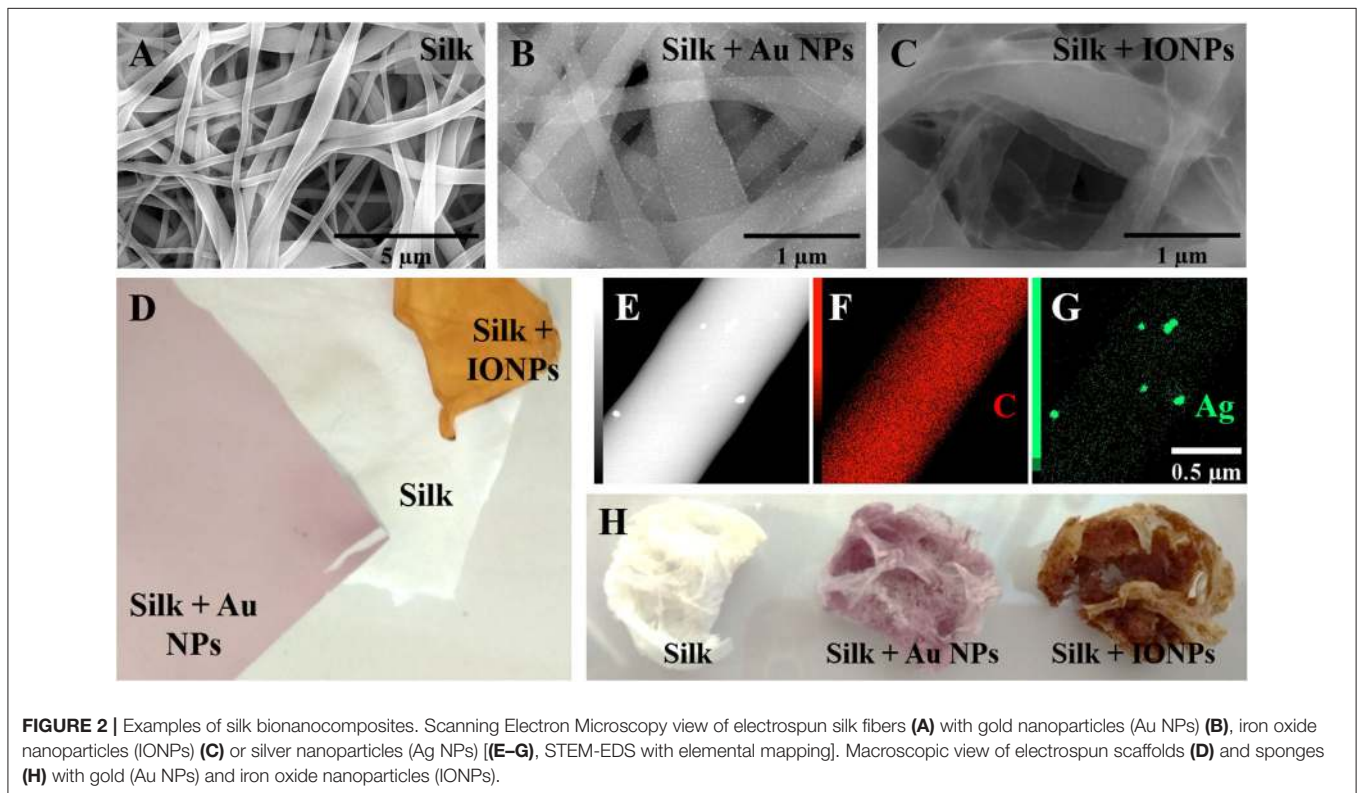 A
Silk
5 µm
B
Silk + Au NPs
1 µm
C
Silk + IONPs
1 µm
D
Silk +
IONPs
Silk
Silk + Au
NPs
E
F
C
G
Ag
0.5 µm
H
Silk
Silk + Au NPs
Silk + IONPs
FIGURE 2 | Examples of silk bionanocomposites. Scanning Electron Microscopy view of electrospun silk fibers (A) with gold nanoparticles (Au NPs) (B), iron oxide
nanoparticles (IONPs) (C) or silver nanoparticles (Ag NPs) [(E–G), STEM-EDS with elemental mapping]. Macroscopic view of electrospun scaffolds (D) and sponges
(H) with gold (Au NPs) and iron oxide nanoparticles (IONPs).